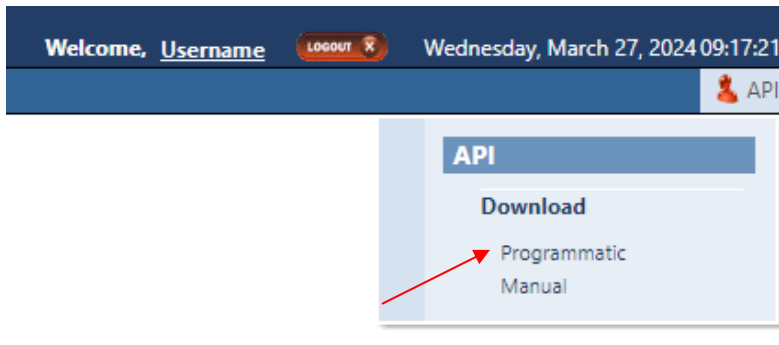 Welcome, Username LOGOUT X Wednesday, March 27, 2024 09:17:21
API
API
Download
Programmatic
Manual